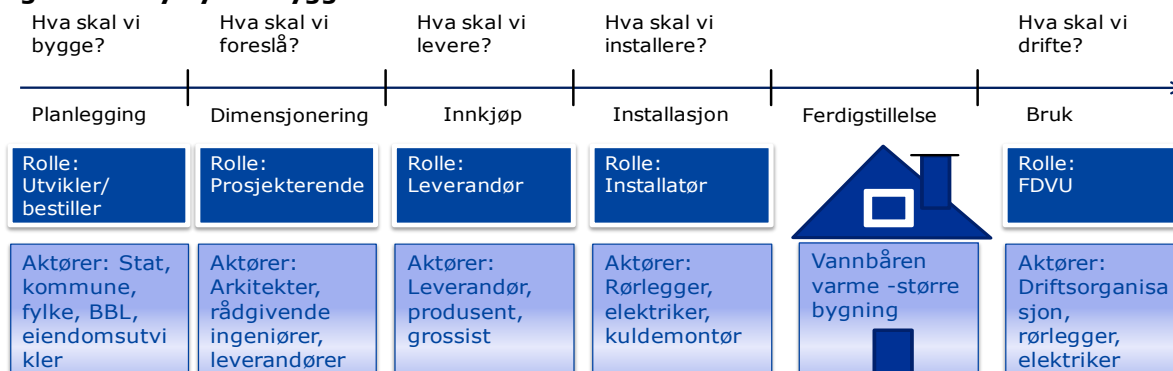 Hva skal vi
bygge?
Hva skal vi
foreslå?
Hva skal vi
levere?
Hva skal vi
installere?
Hva skal vi
drifte?
Planlegging
Dimensjonering
Innkjøp
Installasjon
Ferdigstillelse
Bruk
Rolle:
Utvikler/
bestiller
Rolle:
Prosjekterende
Rolle:
Leverandør
Rolle:
Installatør
Rolle:
FDVU
Aktører: Stat,
kommune,
fylke, BBL,
eiendomsutvi
kler
Aktører:
Arkitekter,
rådgivende
ingeniører,
leverandører
Aktører:
Leverandør,
produsent,
grossist
Aktører:
Rørlegger,
elektriker,
kuldemontør
Vannbåren
varme -større
bygning
Aktører:
Driftsorganisa
sjon,
rørlegger,
elektriker